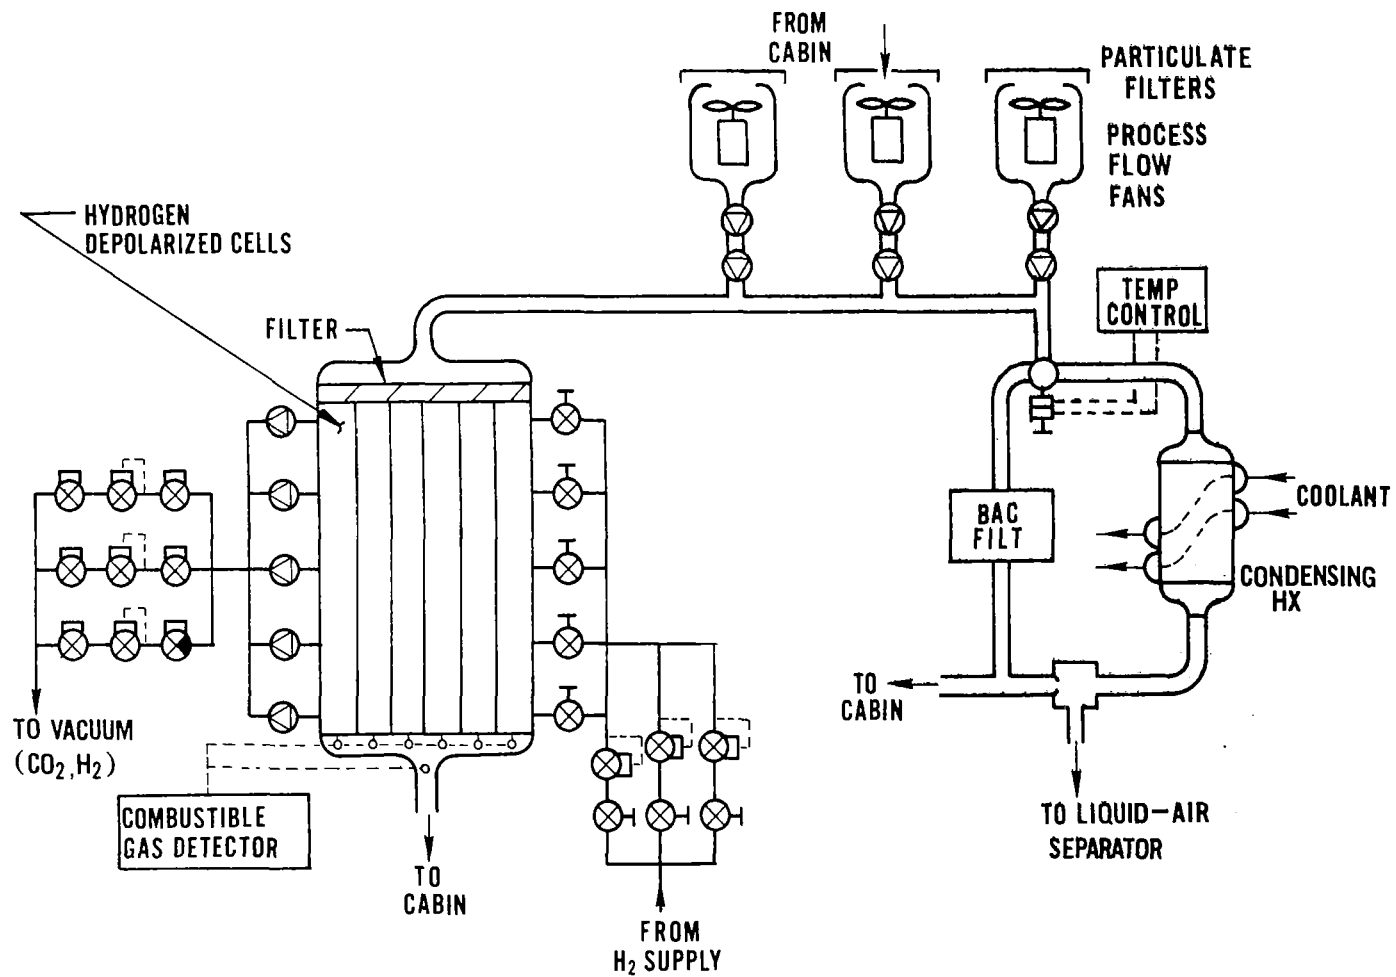 FROM
CABIN
PARTICULATE
FILTERS
PROCESS
FLOW
FANS
HYDROGEN
DEPOLARIZED CELLS
FILTER
TEMP
CONTROL
COOLANT
BAC
FILT
CONDENSING
HX
TO
CABIN
TO VACUUM
(CO₂,H₂)
COMBUSTIBLE
GAS DETECTOR
TO
CABIN
TO LIQUID-AIR
SEPARATOR
FROM
H₂ SUPPLY